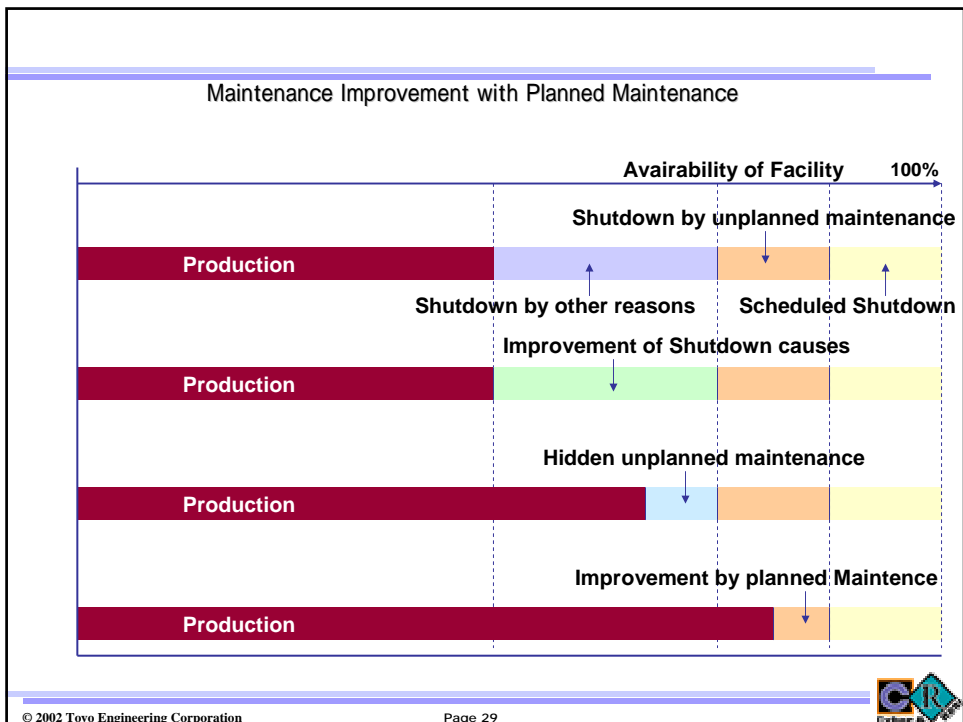 Maintenance Improvement with Planned Maintenance
Avairability of Facility 100%
Shutdown by unplanned maintenance
Production
Shutdown by other reasons Scheduled Shutdown
Improvement of Shutdown causes
Production
Hidden unplanned maintenance
Production
Improvement by planned Maintence
Production
© 2002 Toyo Engineering Corporation Page 29
C R